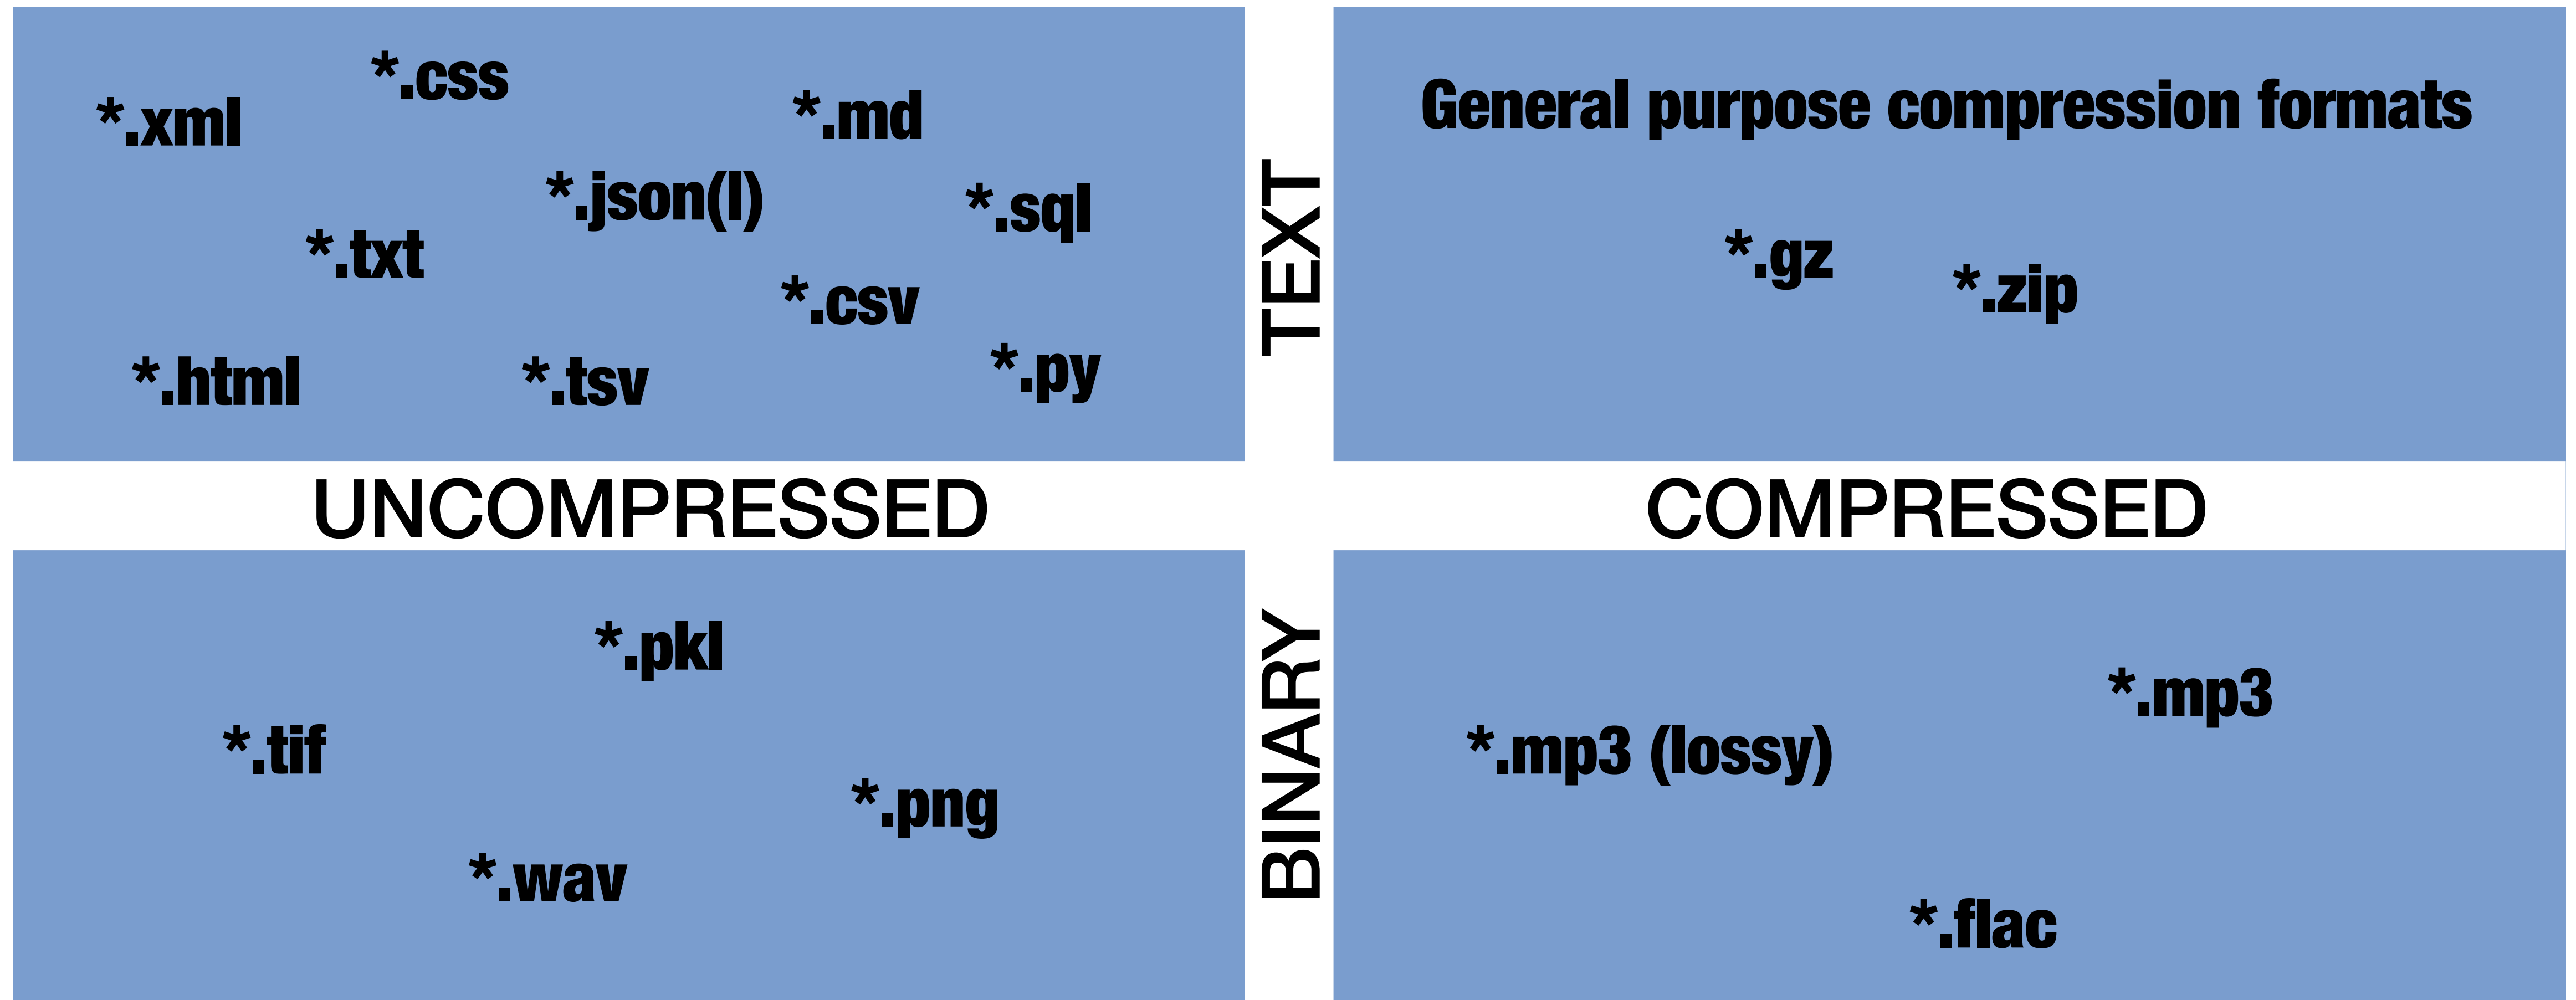 *.css
*.xml
*.md
*.json(l)
*.sql
*.txt
*.csv
*.html
*.tsv
*.py
TEXT
General purpose compression formats
*.gz
*.zip
UNCOMPRESSED
COMPRESSED
*.pkl
*.tif
*.png
*.wav
BINARY
*.mp3
*.mp3 (lossy)
*.flac